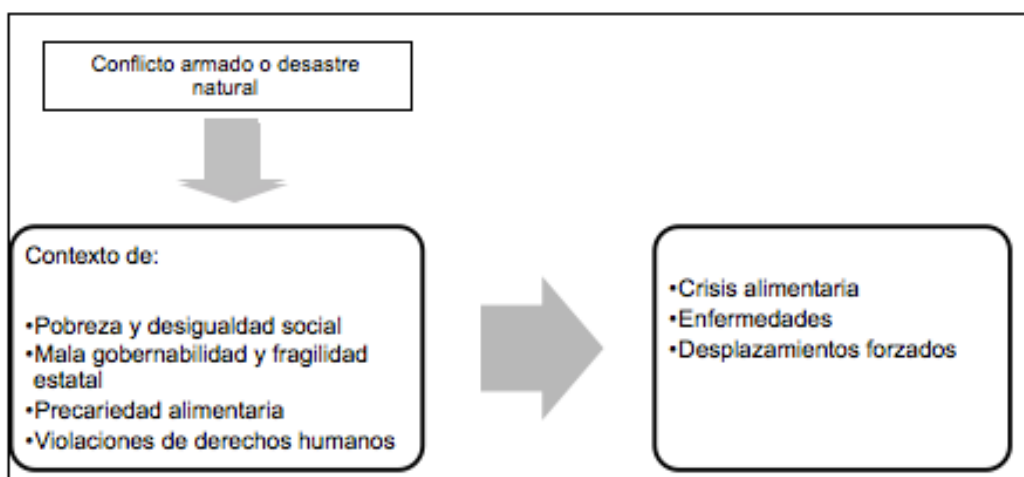 Conflicto armado o desastre
natural
Contexto de:
•Pobreza y desigualdad social
•Mala gobernabilidad y fragilidad
estatal
•Precariedad alimentaria
•Violaciones de derechos humanos
•Crisis alimentaria
•Enfermedades
•Desplazamientos forzados